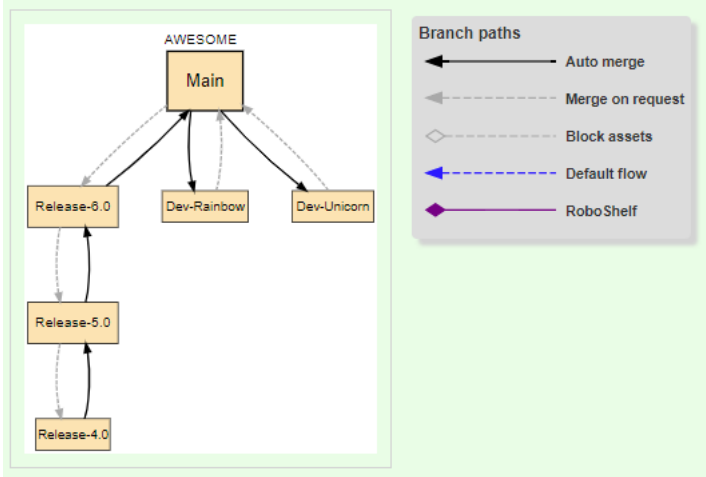 AWESOME
Main
Release-6.0
Dev-Rainbow
Dev-Unicorn
Release-5.0
Release-4.0
Branch paths
Auto merge
Merge on request
Block assets
Default flow
RoboShelf